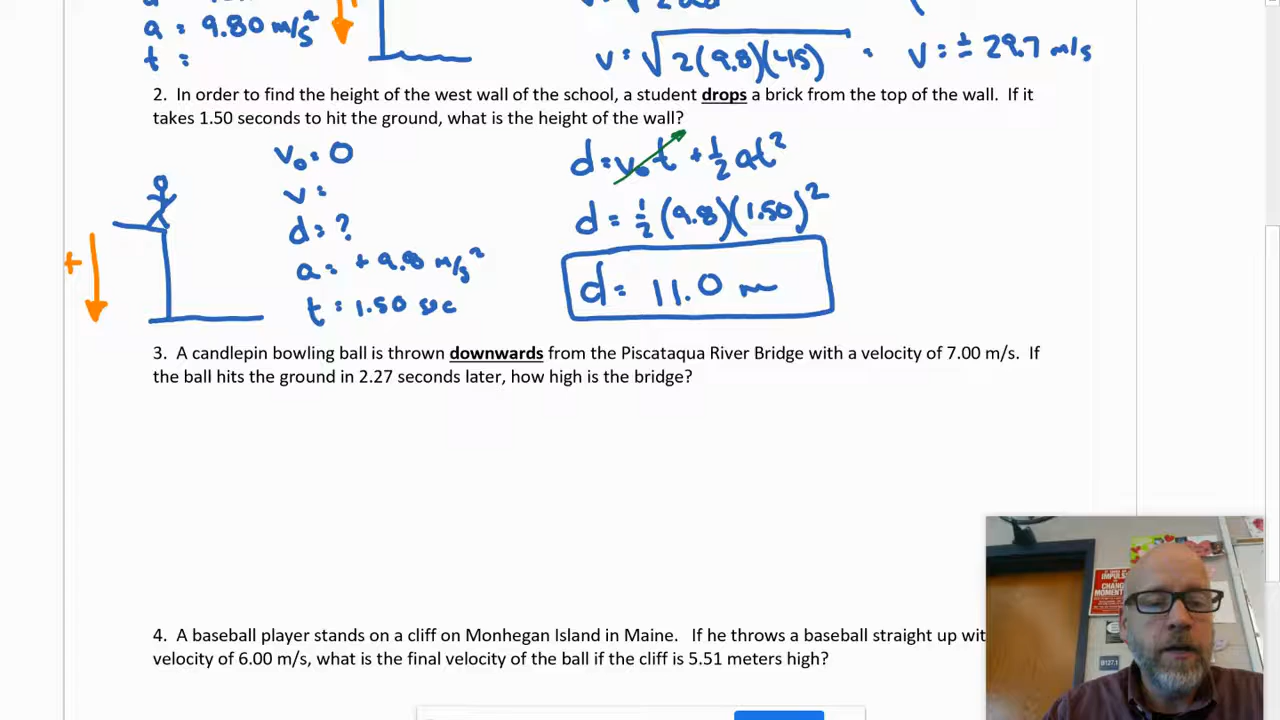 a = 9.80 m/s²
t =
v = √2(9.8)(45) = v = ± 29.7 m/s
2. In order to find the height of the west wall of the school, a student drops a brick from the top of the wall. If it
takes 1.50 seconds to hit the ground, what is the height of the wall?
v₀ = 0
v =
d = ?
a = + 9.8 m/s²
t = 1.50 sec
+
d = v₀t + ½at²
d = ½(9.8)(1.50)²
d = 11.0 m
3. A candlepin bowling ball is thrown downwards from the Piscataqua River Bridge with a velocity of 7.00 m/s. If
the ball hits the ground in 2.27 seconds later, how high is the bridge?
4. A baseball player stands on a cliff on Monhegan Island in Maine. If he throws a baseball straight up wit
velocity of 6.00 m/s, what is the final velocity of the ball if the cliff is 5.51 meters high?
IMPULS
CHANG
MOMENT
B127.1